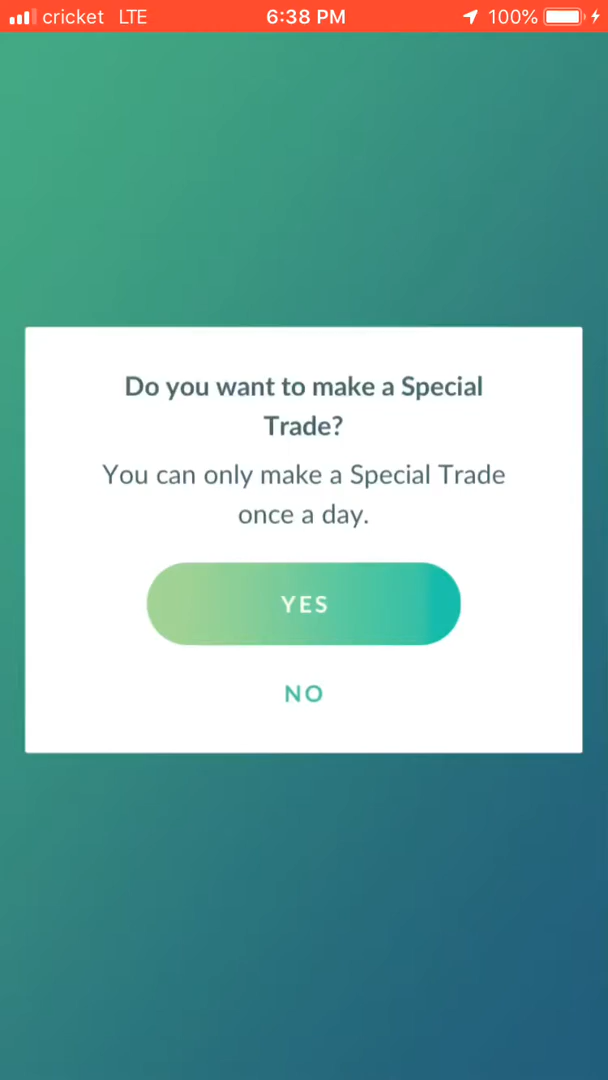 cricket LTE 6:38 PM 100%
Do you want to make a Special
Trade?
You can only make a Special Trade
once a day.
YES
NO